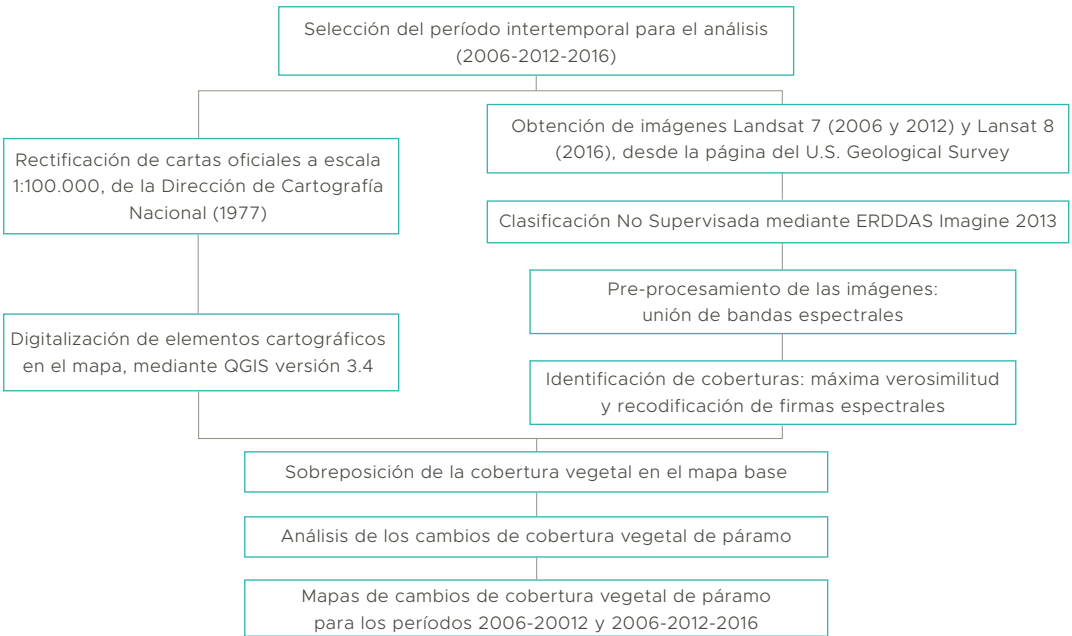 Selección del período intertemporal para el análisis
(2006-2012-2016)
Rectificación de cartas oficiales a escala
1:100.000, de la Dirección de Cartografía
Nacional (1977)
Digitalización de elementos cartográficos
en el mapa, mediante QGIS versión 3.4
Obtención de imágenes Landsat 7 (2006 y 2012) y Lansat 8
(2016), desde la página del U.S. Geological Survey
Clasificación No Supervisada mediante ERDDAS Imagine 2013
Pre-procesamiento de las imágenes:
unión de bandas espectrales
Identificación de coberturas: máxima verosimilitud
y recodificación de firmas espectrales
Sobreposición de la cobertura vegetal en el mapa base
Análisis de los cambios de cobertura vegetal de páramo
Mapas de cambios de cobertura vegetal de páramo
para los períodos 2006-20012 y 2006-2012-2016